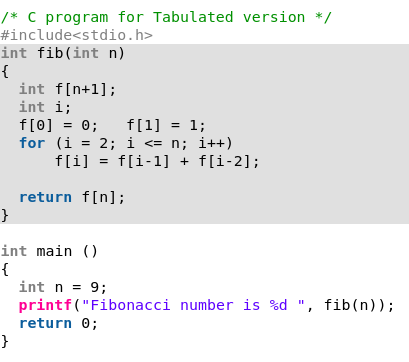 /* C program for Tabulated version */
#include<stdio.h>
int fib(int n)
{
  int f[n+1];
  int i;
  f[0] = 0;   f[1] = 1;
  for (i = 2; i <= n; i++)
      f[i] = f[i-1] + f[i-2];

  return f[n];
}

int main ()
{
  int n = 9;
  printf("Fibonacci number is %d ", fib(n));
  return 0;
}